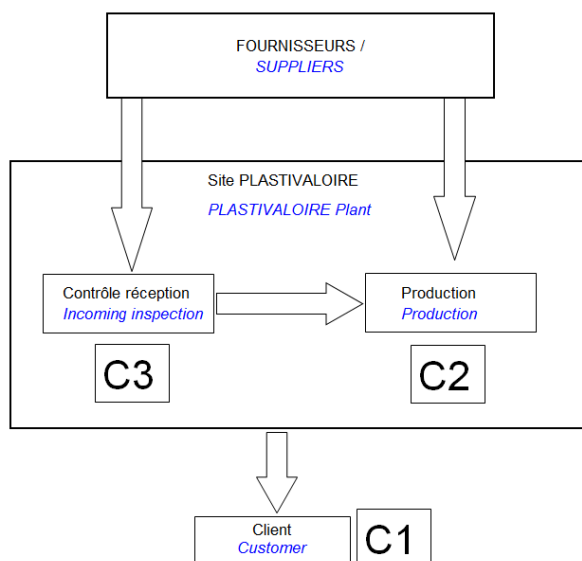 FOURNISSEURS /
SUPPLIERS
Site PLASTIVALOIRE
PLASTIVALOIRE Plant
Contrôle réception
Incoming inspection
Production
Production
C3
C2
Client
Customer
C1